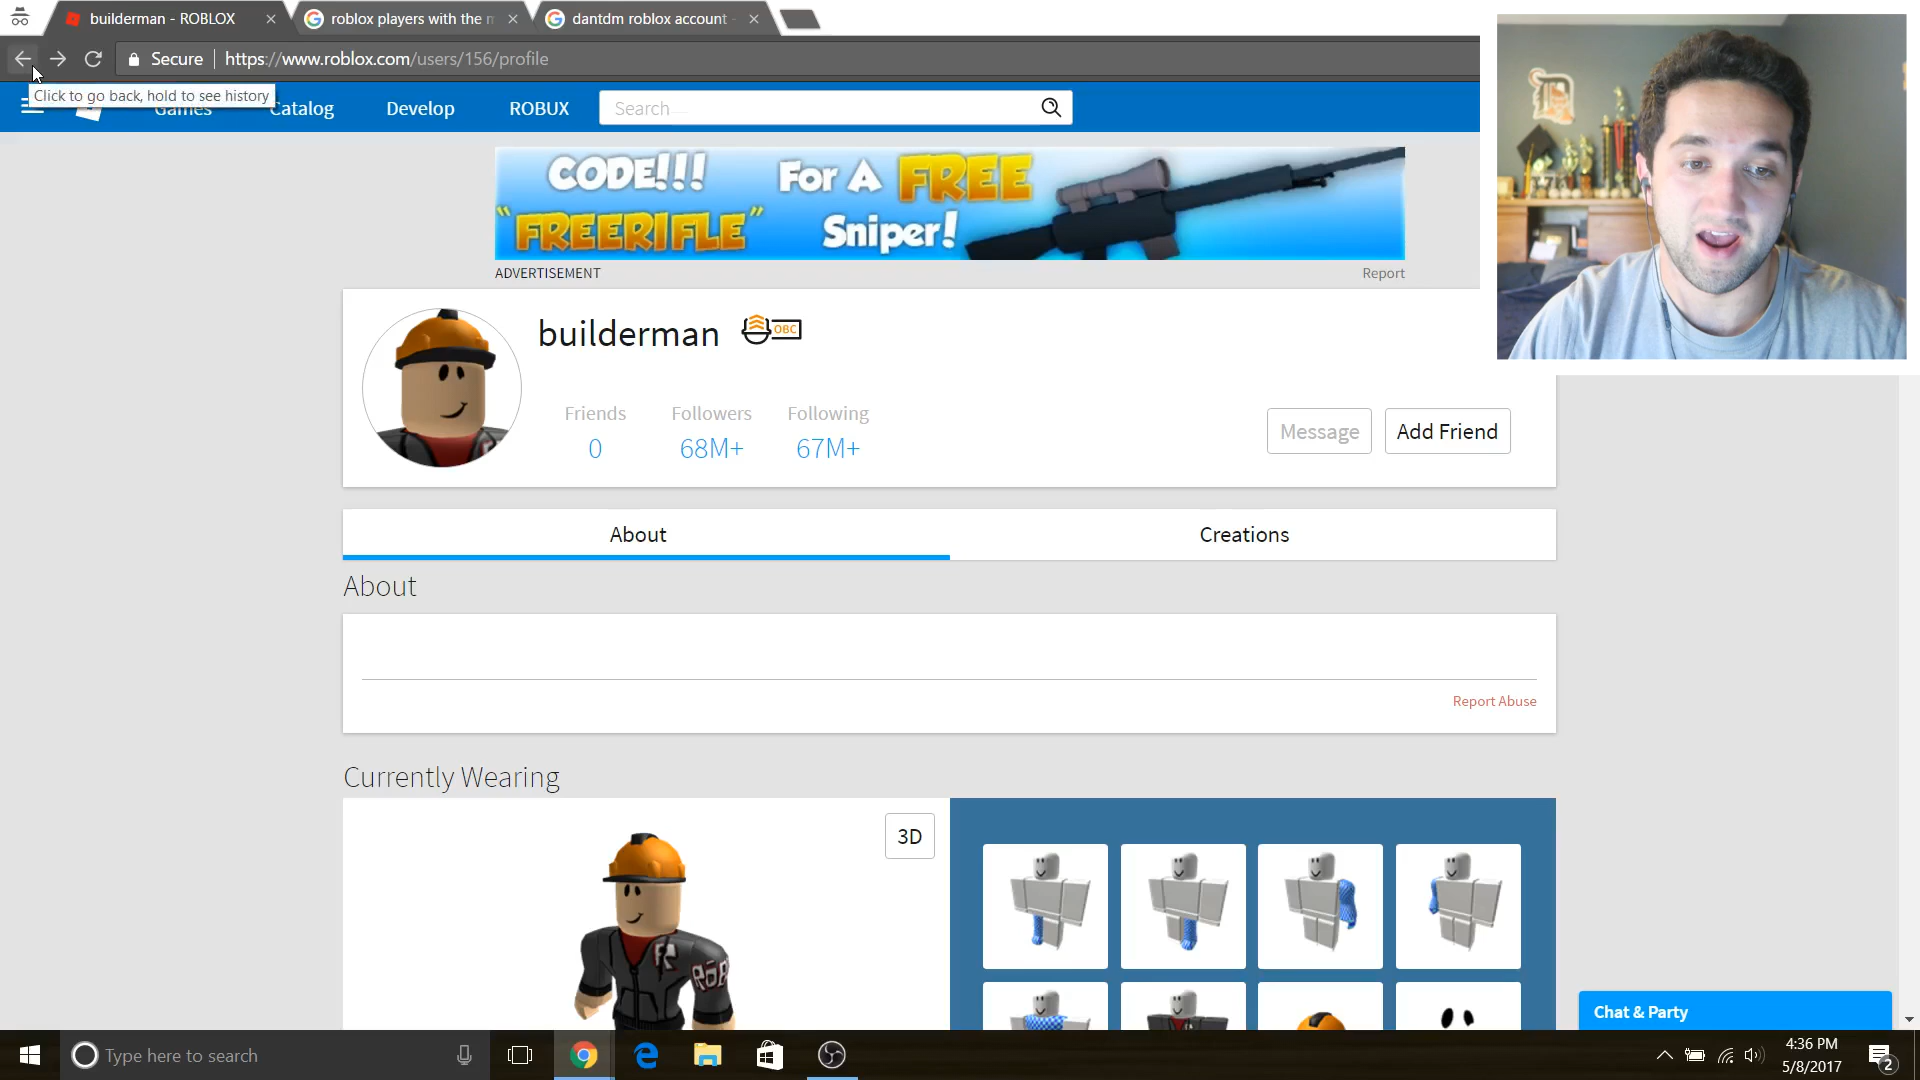 builderman - ROBLOX
roblox players with the m
dantdm roblox account -
Secure
https://www.roblox.com/users/156/profile
Click to go back, hold to see history
Games
Catalog
Develop
ROBUX
Search
CODE!!! For A FREE
"FREERIFLE" Sniper!
ADVERTISEMENT
Report
builderman
OBC
Friends
Followers
Following
0
68M+
67M+
Message
Add Friend
About
Creations
About
Report Abuse
Currently Wearing
3D
Chat & Party
Type here to search
4:36 PM
5/8/2017
2